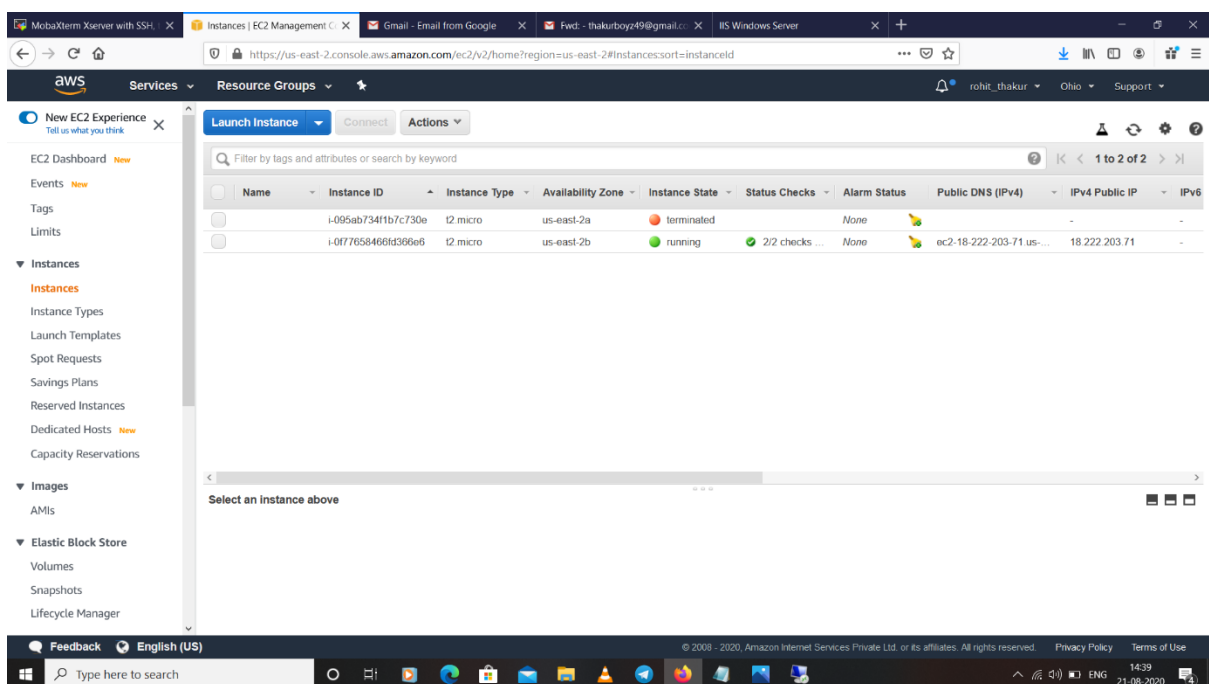 MobaXterm Xserver with SSH, Instances | EC2 Management C Gmail - Email from Google Fwd: - thakurboyz49@gmail.co IIS Windows Server
https://us-east-2.console.aws.amazon.com/ec2/v2/home?region=us-east-2#Instances:sort=instanceId
aws Services Resource Groups rohit_thakur Ohio Support
New EC2 Experience
Tell us what you think
Launch Instance Connect Actions
EC2 Dashboard New
Filter by tags and attributes or search by keyword 1 to 2 of 2
Events New
Name Instance ID Instance Type Availability Zone Instance State Status Checks Alarm Status Public DNS (IPv4) IPv4 Public IP IPv6
Tags
i-095ab734f1b7c730e t2.micro us-east-2a terminated None - -
Limits
i-0f77658466fd366e6 t2.micro us-east-2b running 2/2 checks ... None ec2-18-222-203-71.us-... 18.222.203.71 -
Instances
Instances
Instance Types
Launch Templates
Spot Requests
Savings Plans
Reserved Instances
Dedicated Hosts New
Capacity Reservations
Images
Select an instance above
AMIs
Elastic Block Store
Volumes
Snapshots
Lifecycle Manager
Feedback English (US) © 2008 - 2020, Amazon Internet Services Private Ltd. or its affiliates. All rights reserved. Privacy Policy Terms of Use
Type here to search ENG 14:39
21-08-2020